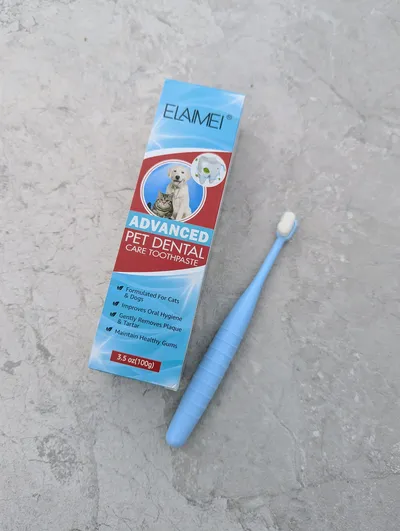 ELAIMEI®
ADVANCED
PET DENTAL
CARE TOOTHPASTE
Formulated For Cats
& Dogs
Improves Oral Hygiene
Gently Removes Plaque
& Tartar
Maintain Healthy Gums
3.5 oz(100g)